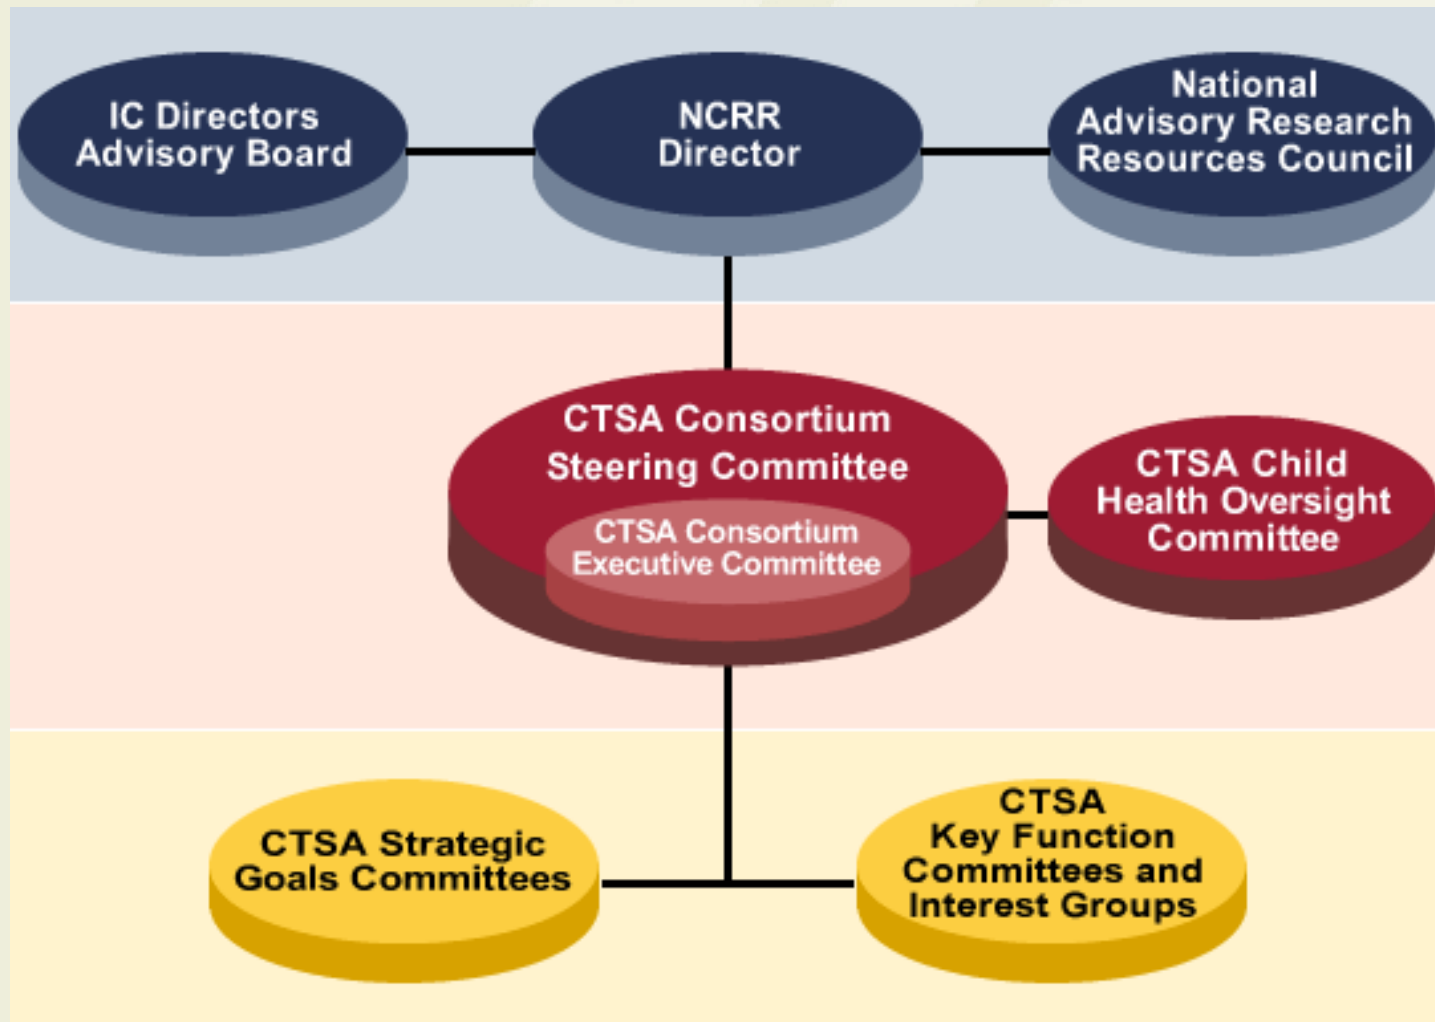 IC Directors
Advisory Board
NCRR
Director
National
Advisory Research
Resources Council
CTSA Consortium
Steering Committee
CTSA Consortium
Executive Committee
CTSA Child
Health Oversight
Committee
CTSA Strategic
Goals Committees
CTSA
Key Function
Committees and
Interest Groups